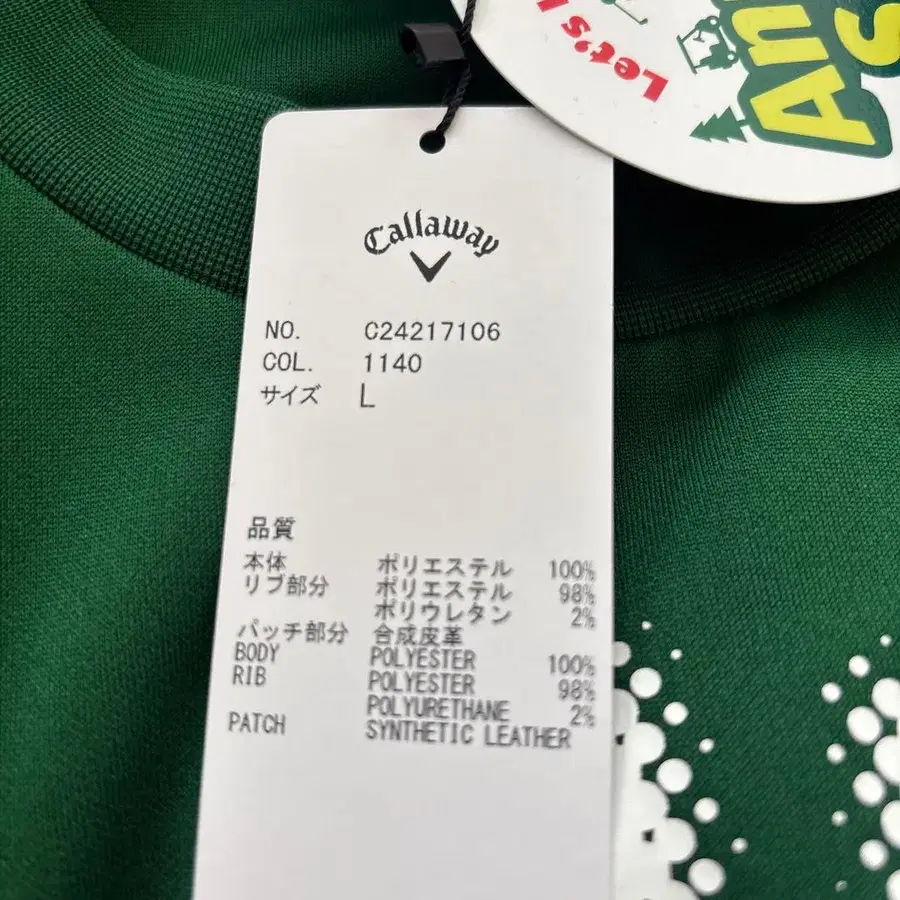 Let's
An
AS
Callaway
NO. C24217106
COL. 1140
サイズ L
品質
本体 ポリエステル 100%
リブ部分 ポリエステル 98%
ポリウレタン 2%
パッチ部分 合成皮革
BODY POLYESTER 100%
RIB POLYESTER 98%
POLYURETHANE 2%
PATCH SYNTHETIC LEATHER